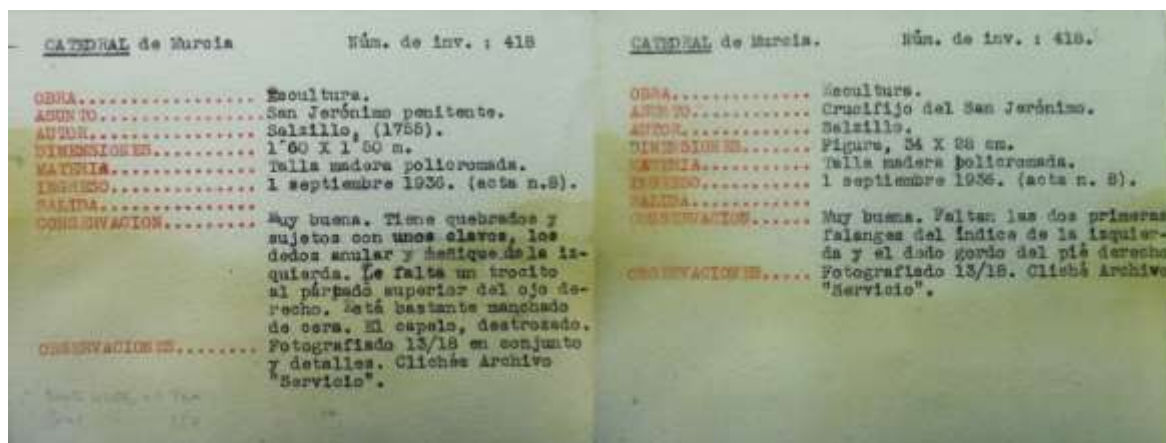 CATEDRAL de Murcia Núm. de inv. : 418
OBRA.................. Escultura.
ASUNTO................ San Jerónimo penitente.
AUTOR................. Salzillo, (1755).
DIMENSIONES........... 1´60 X 1´50 m.
MATERIA............... Talla madera policromada.
INGRESO............... 1 septiembre 1936. (acta n.8).
SALIDA................
CONSERVACION.......... Muy buena. Tiene quebrados y
sujetos con unos clavos, los
dedos anular y meñique de la iz-
quierda. Le falta un trocito
al párpado superior del ojo de-
recho. Está bastante manchado
de cera. El capelo, destrozado.
OBSERVACIONES........ Fotografiado 13/18 en conjunto
y detalles. Clichés Archivo
"Servicio".
CATEDRAL de Murcia. Núm. de inv. : 418.
OBRA.............. Escultura.
ASUNTO............ Crucifijo del San Jerónimo.
AUTOR............. Salzillo.
DIMENSIONES....... Figura, 34 X 28 cm.
MATERIA........... Talla madera policromada.
INGRESO........... 1 septiembre 1936. (acta n. 8).
SALIDA............
CONSERVACION...... Muy buena. Faltan las dos primeras
falanges del índice de la izquier-
da y el dedo gordo del pié derecho
OBSERVACIONES..... Fotografiado 13/18. Cliché Archivo
"Servicio".